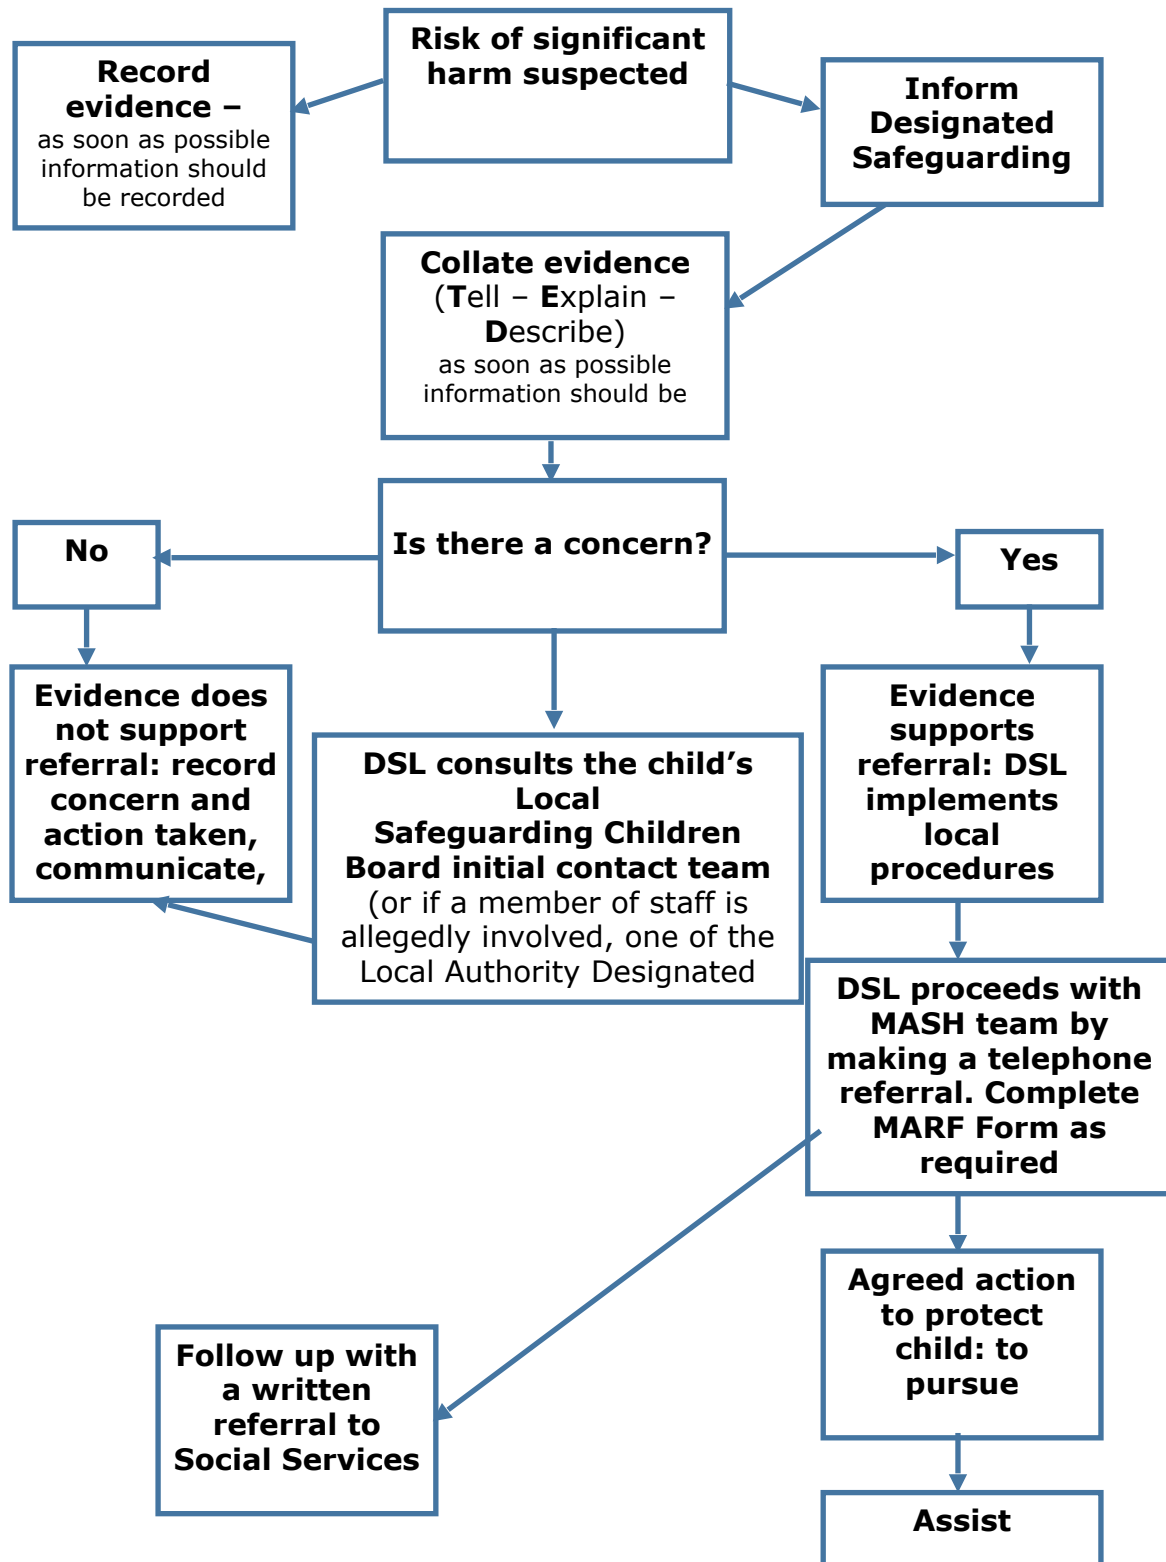 Risk of significant
harm suspected
Record
evidence –
as soon as possible
information should
be recorded
Inform
Designated
Safeguarding
Collate evidence
(Tell – Explain –
Describe)
as soon as possible
information should be
Is there a concern?
No
Yes
Evidence does
not support
referral: record
concern and
action taken,
communicate,
DSL consults the child’s
Local
Safeguarding Children
Board initial contact team
(or if a member of staff is
allegedly involved, one of the
Local Authority Designated
Evidence
supports
referral: DSL
implements
local
procedures
DSL proceeds with
MASH team by
making a telephone
referral. Complete
MARF Form as
required
Follow up with
a written
referral to
Social Services
Agreed action
to protect
child: to
pursue
Assist